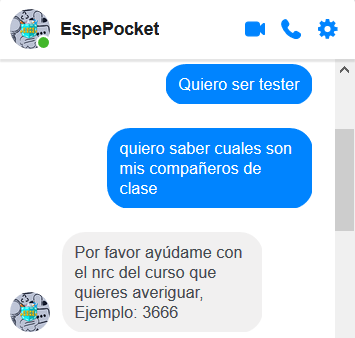 EspePocket
Quiero ser tester
quiero saber cuales son
mis compañeros de
clase
Por favor ayúdame con
el nrc del curso que
quieres averiguar,
Ejemplo: 3666